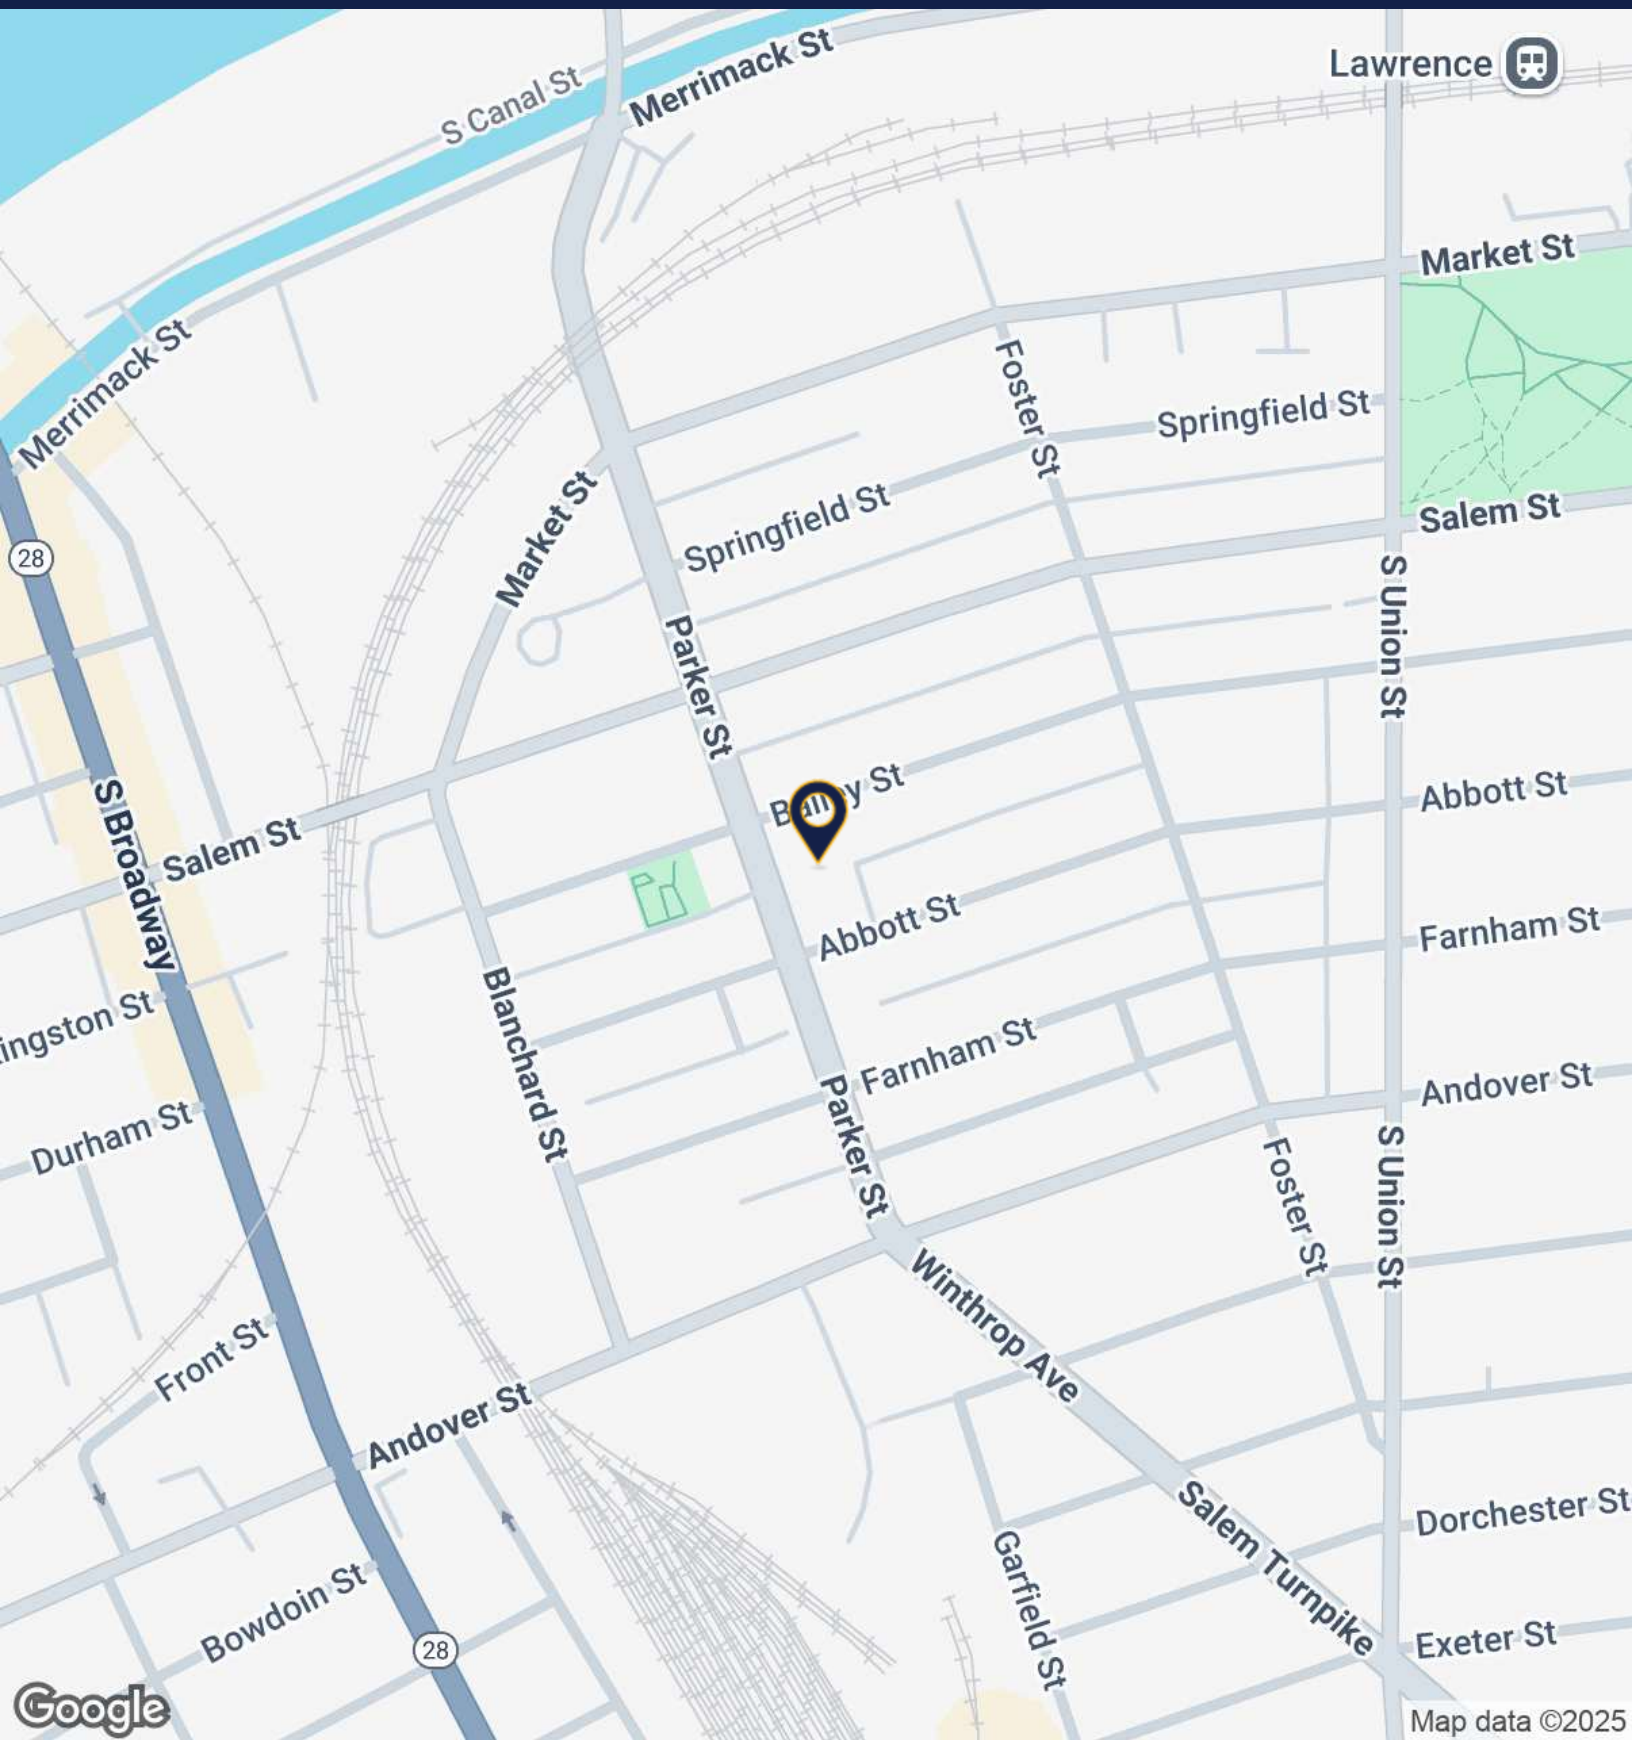 Lawrence
Merrimack St
S Canal St
Market St
Merrimack St
Foster St
Springfield St
Market St
Springfield St
Salem St
28
S Union St
Parker St
Bailey St
Abbott St
S Broadway
Salem St
Abbott St
Farnham St
ingston St
Blanchard St
Farnham St
Andover St
Durham St
Parker St
S Union St
Foster St
Winthrop Ave
Front St
Andover St
Salem Turnpike
Dorchester St
Garfield St
Bowdoin St
Exeter St
28
Google
Map data ©2025